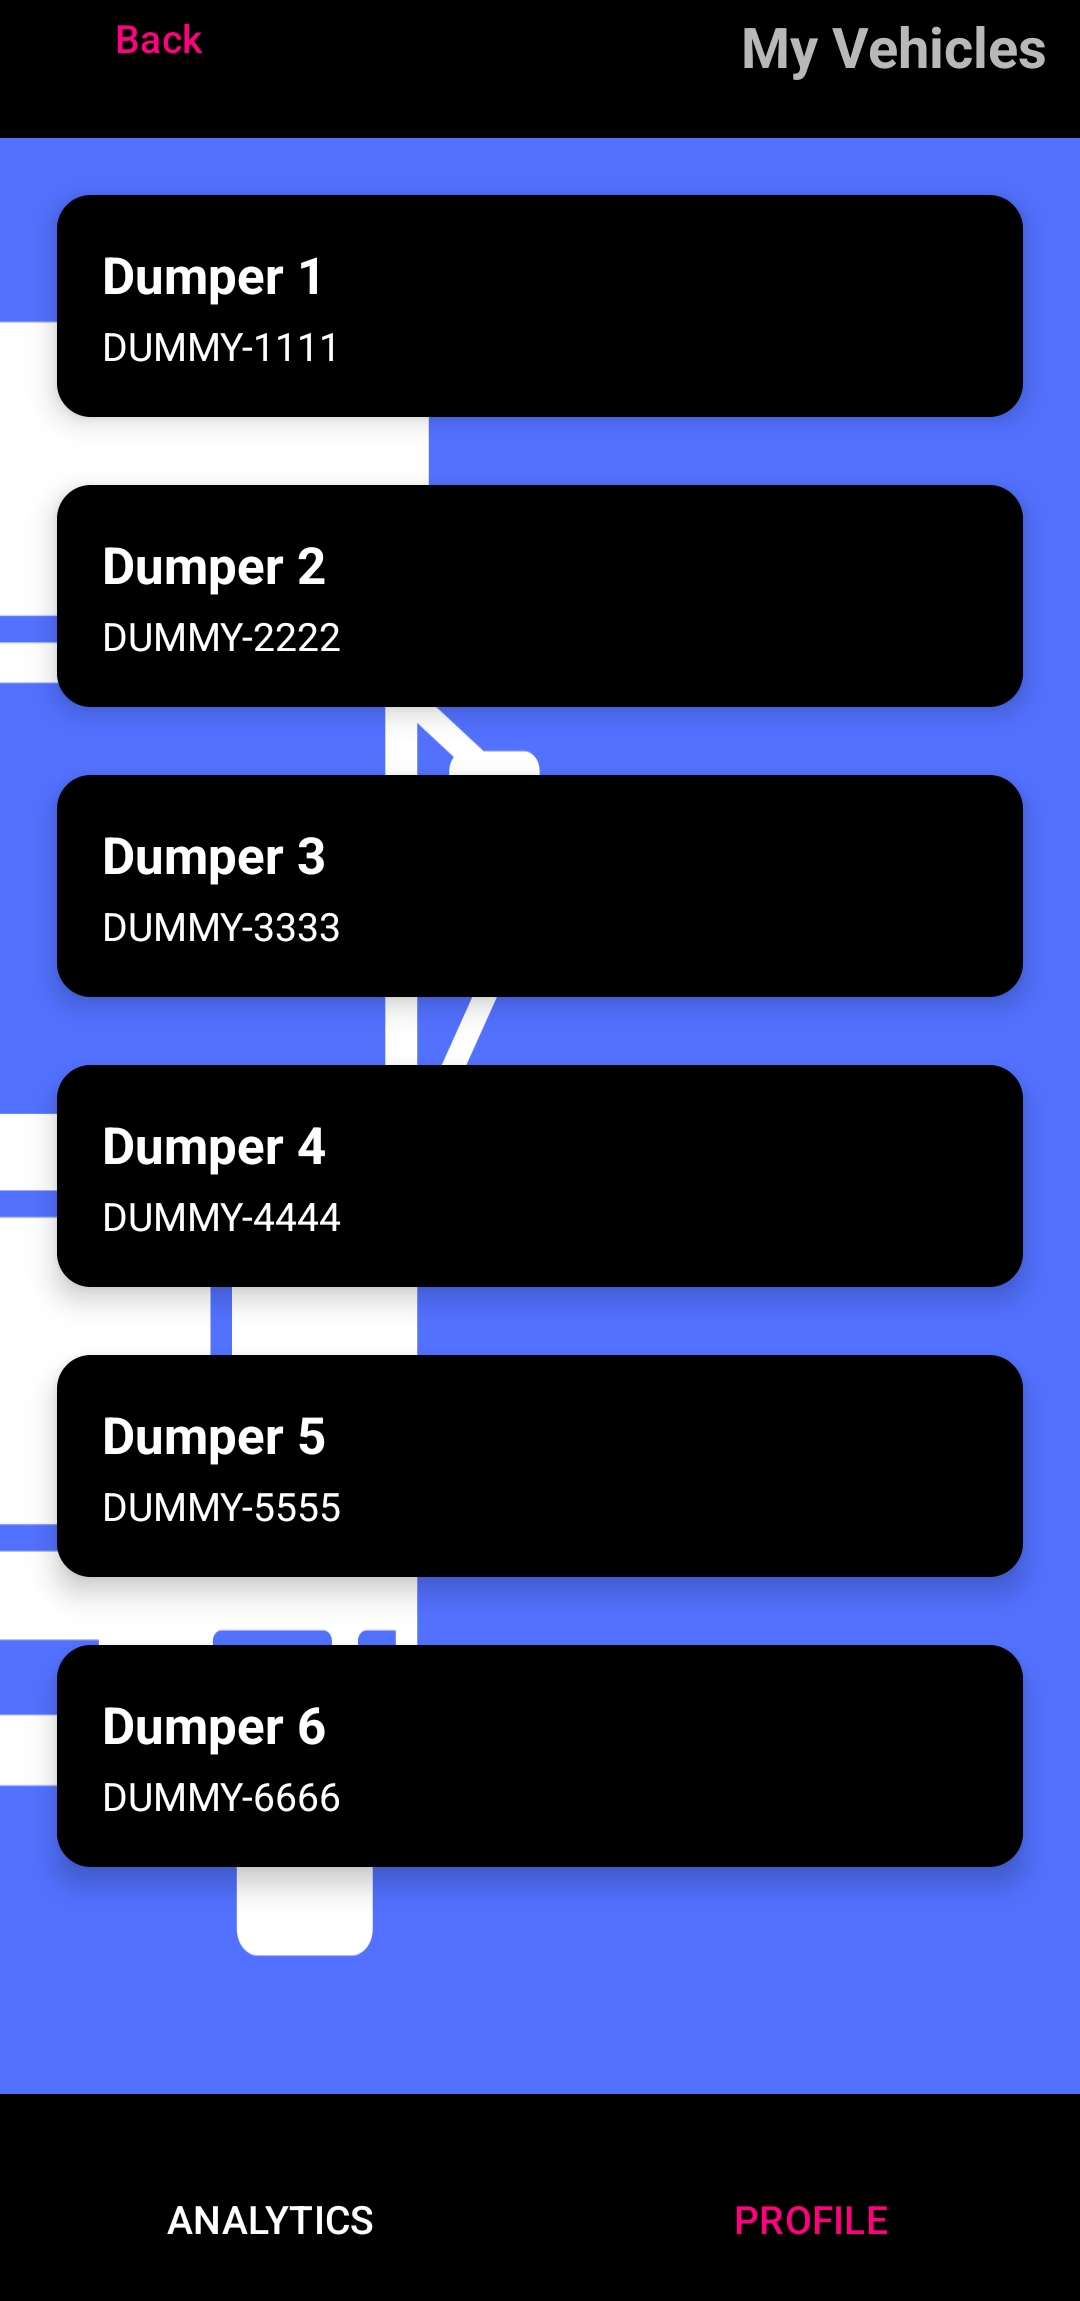 Back
My Vehicles
Dumper 1
DUMMY-1111
Dumper 2
DUMMY-2222
Dumper 3
DUMMY-3333
Dumper 4
DUMMY-4444
Dumper 5
DUMMY-5555
Dumper 6
DUMMY-6666
ANALYTICS
PROFILE